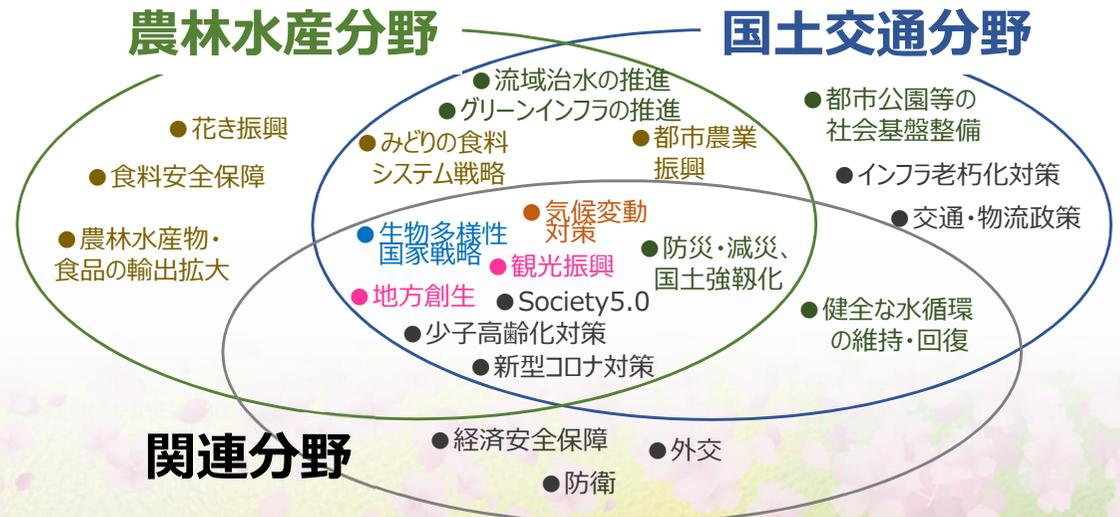 農林水産分野
国土交通分野
●流域治水の推進
●グリーンインフラの推進
●みどりの食料
システム戦略
●都市農業
振興
●花き振興
●食料安全保障
●農林水産物・
食品の輸出拡大
●都市公園等の
社会基盤整備
●インフラ老朽化対策
●交通・物流政策
●気候変動
対策
●生物多様性
国家戦略
●観光振興
●防災・減災、
国土強靱化
●地方創生
●Society5.0
●少子高齢化対策
●新型コロナ対策
●健全な水循環
の維持・回復
関連分野
●経済安全保障
●外交
●防衛